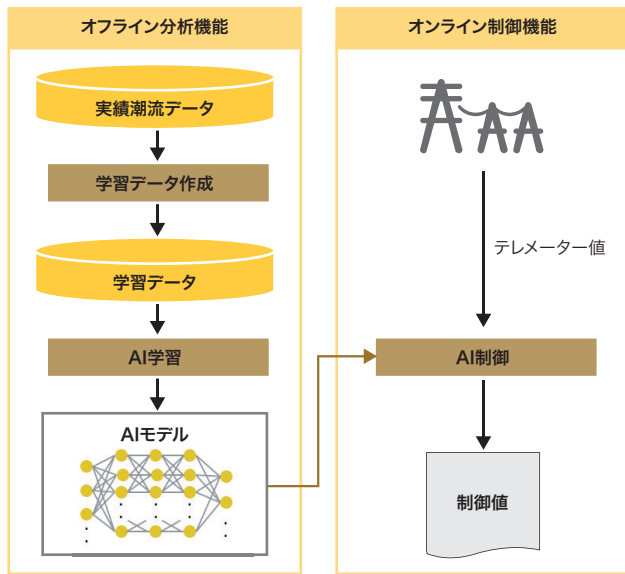 オフライン分析機能
実績潮流データ
学習データ作成
学習データ
AI学習
AIモデル
オンライン制御機能
テレメーター値
AI制御
制御値